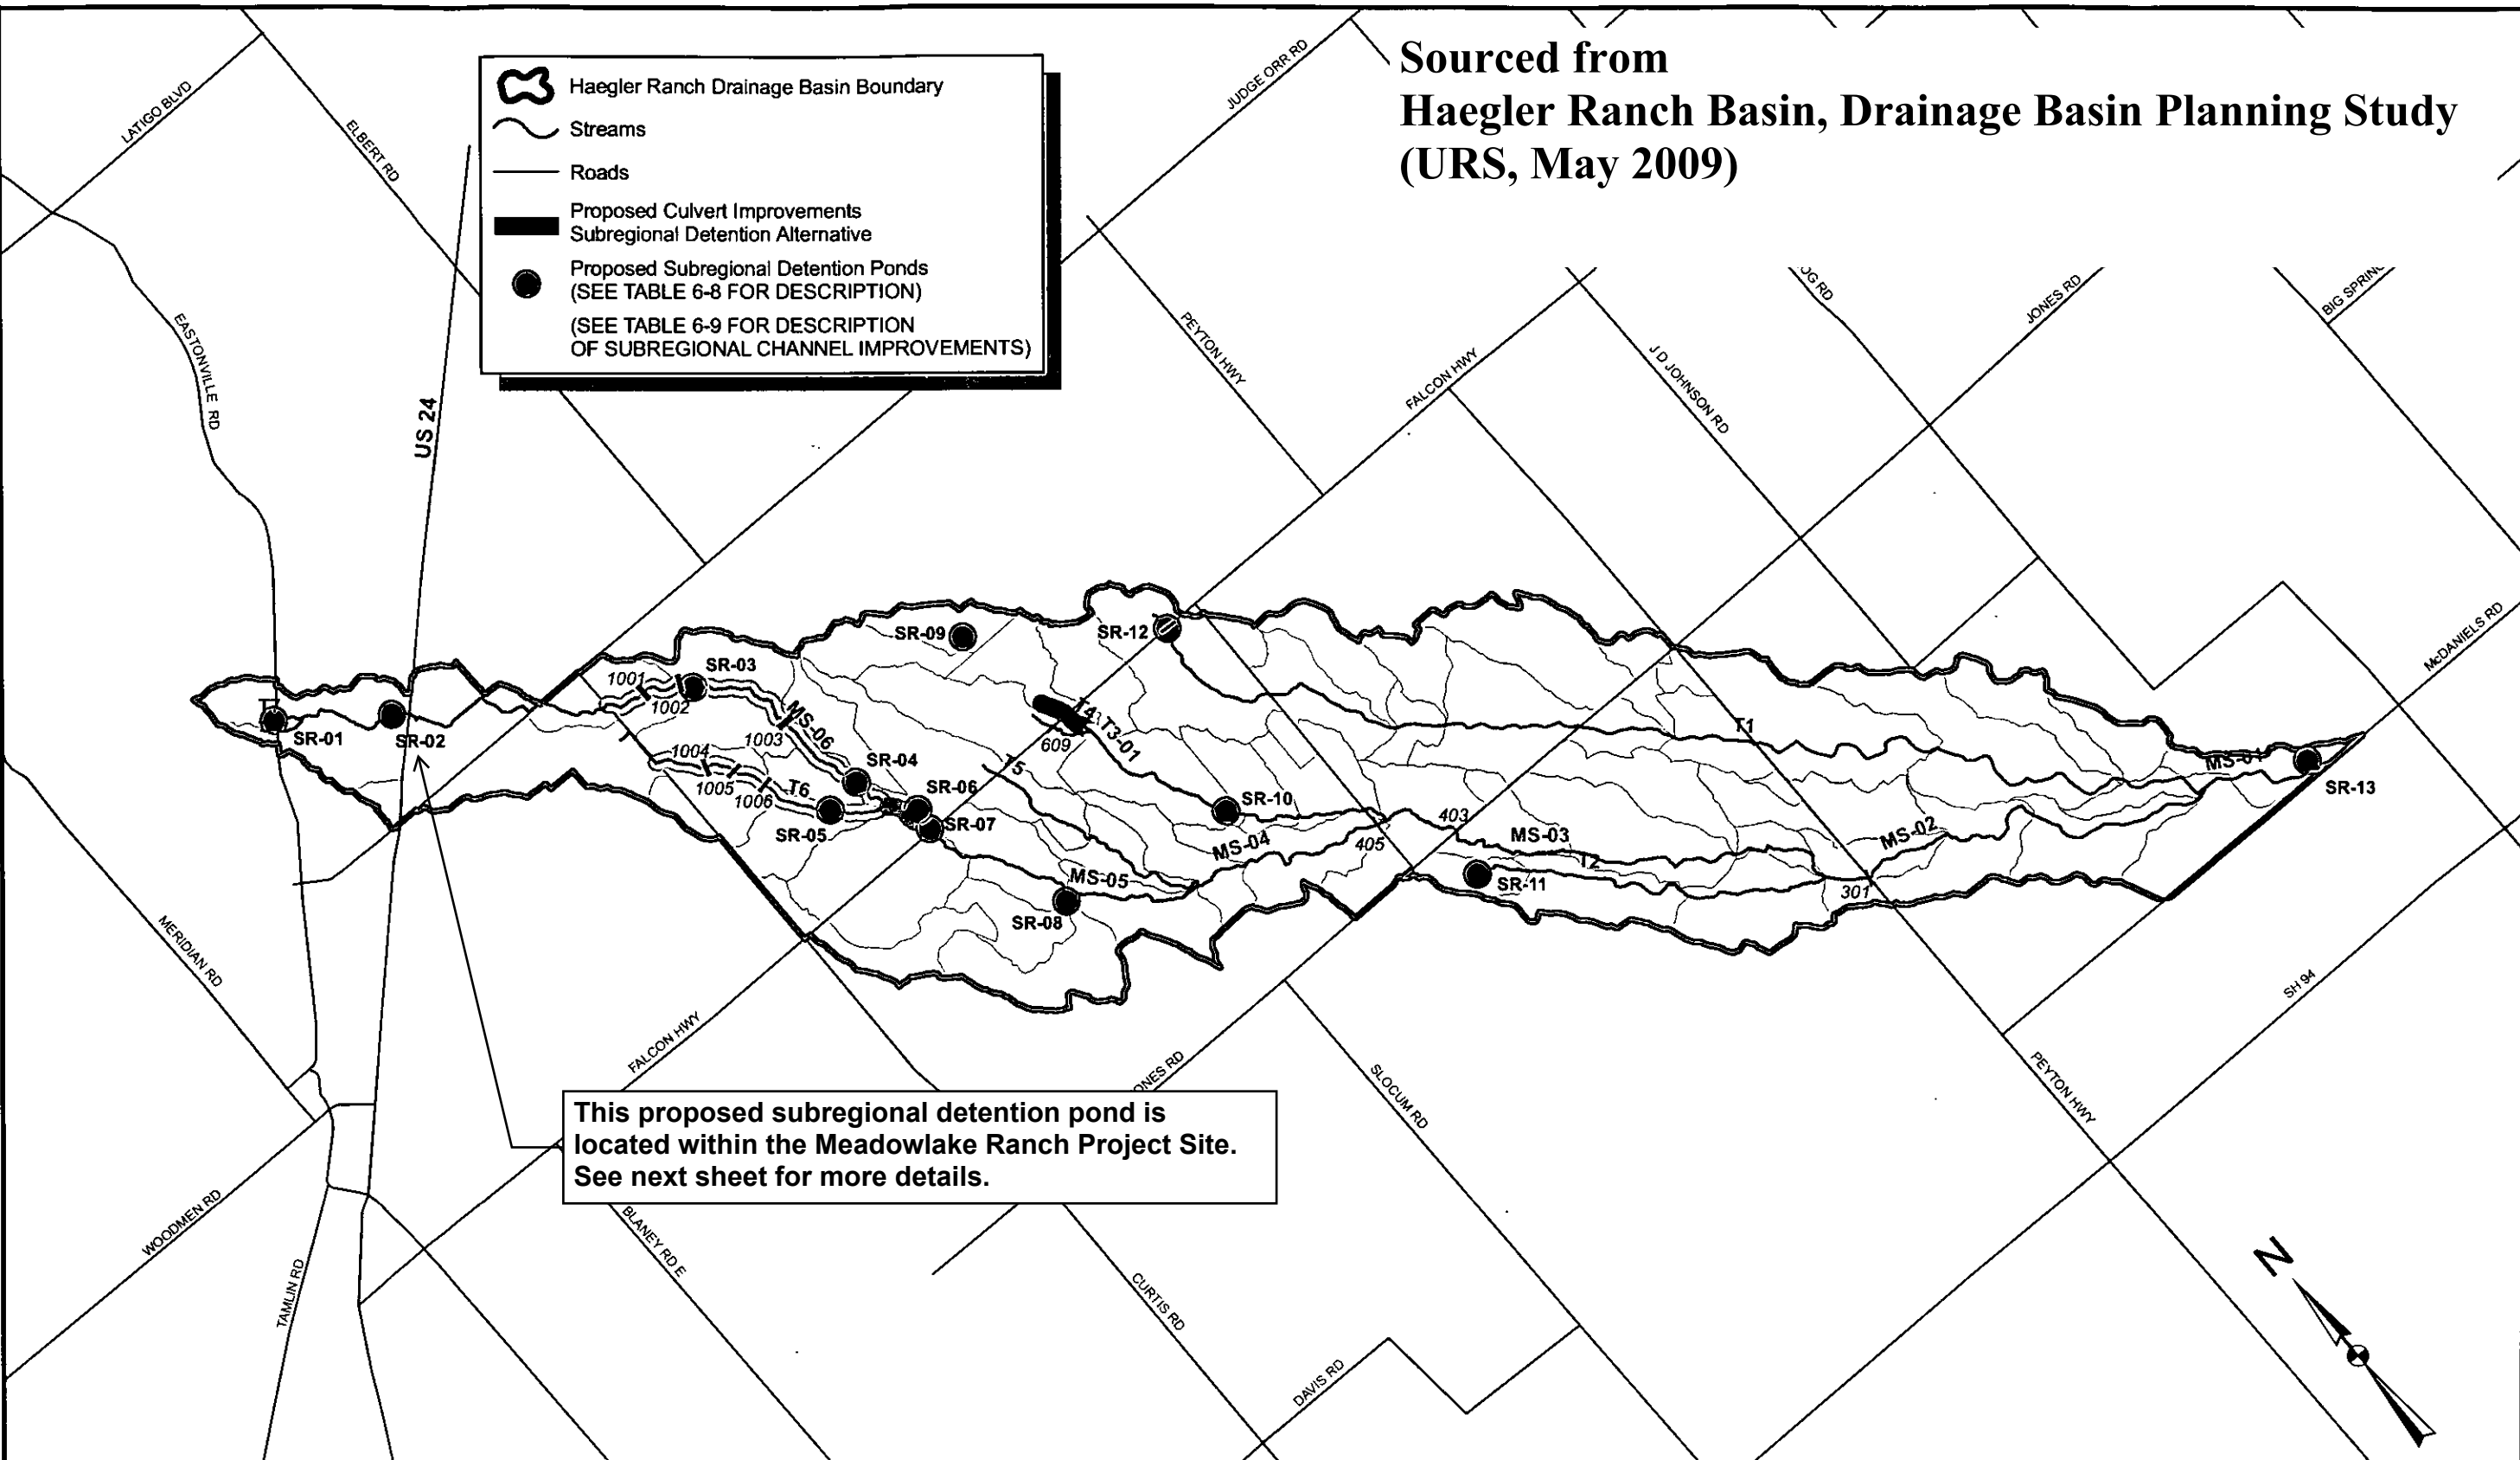 Sourced from
Haegler Ranch Basin, Drainage Basin Planning Study
(URS, May 2009)
Haegler Ranch Drainage Basin Boundary
Streams
Roads
Proposed Culvert Improvements
Subregional Detention Alternative
Proposed Subregional Detention Ponds
(SEE TABLE 6-8 FOR DESCRIPTION)
(SEE TABLE 6-9 FOR DESCRIPTION
OF SUBREGIONAL CHANNEL IMPROVEMENTS)
LATIGO BLVD
ELBERT RD
JUDGE ORR RD
EASTONVILLE RD
US 24
PEYTON HWY
FALCON HWY
J D JOHNSON RD
OG RD
JONES RD
BIG SPRING
McDANIELS RD
SR-09
SR-12
SR-03
1001
1002
MS-06
1003
SR-01
SR-02
1004
1005
1006
T6
SR-04
SR-05
SR-06
SR-07
T4
T3-01
609
T5
SR-10
T1
MS-01
SR-13
403
405
MS-03
MS-04
MS-02
T2
SR-11
301
MS-05
SR-08
MERIDIAN RD
FALCON HWY
ONES RD
SLOCUM RD
SH 94
PEYTON HWY
This proposed subregional detention pond is
located within the Meadowlake Ranch Project Site.
See next sheet for more details.
WOODMEN RD
TAMLIN RD
BLANEY RD E
CURTIS RD
DAVIS RD
N